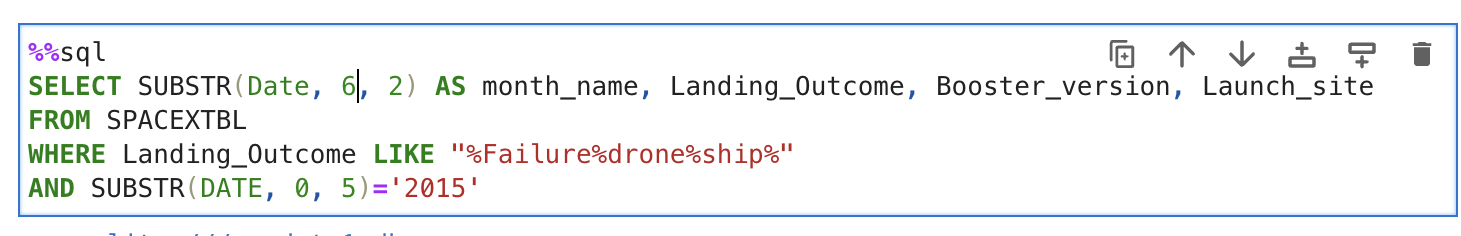 %%sql
SELECT SUBSTR(Date, 6, 2) AS month_name, Landing_Outcome, Booster_version, Launch_site
FROM SPACEXTBL
WHERE Landing_Outcome LIKE "%Failure%drone%ship%"
AND SUBSTR(DATE, 0, 5)='2015'